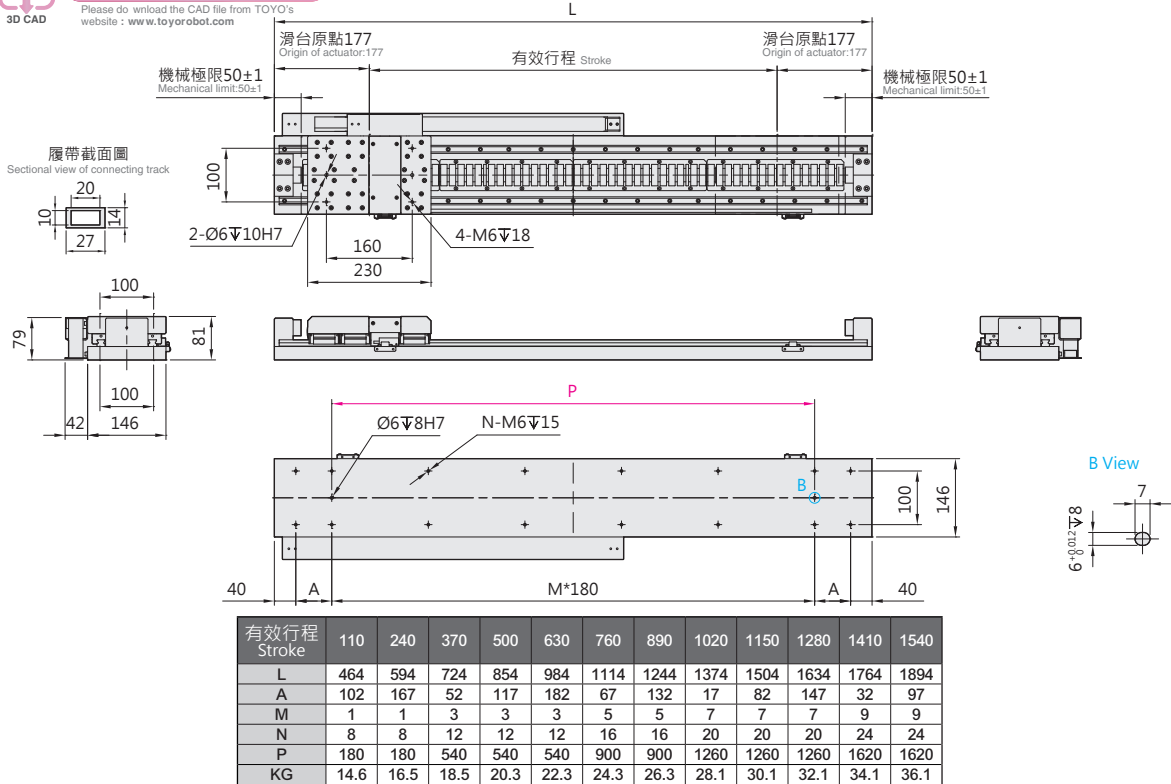 3D CAD
Please do wnload the CAD file from TOYO's
website : www.toyorobot.com
L
滑台原點177
Origin of actuator:177
有效行程 Stroke
滑台原點177
Origin of actuator:177
機械極限50±1
Mechanical limit:50±1
機械極限50±1
Mechanical limit:50±1
履帶截面圖
Sectional view of connecting track
20
10
14
27
100
2-Ø6↧10H7
160
230
4-M6↧18
100
79
81
100
42
146
P
Ø6↧8H7
N-M6↧15
B
100
146
B View
7
6 +0.012 0 ↧8
40
A
M*180
A
40
有效行程 Stroke 110 240 370 500 630 760 890 1020 1150 1280 1410 1540
L 464 594 724 854 984 1114 1244 1374 1504 1634 1764 1894
A 102 167 52 117 182 67 132 17 82 147 32 97
M 1 1 3 3 3 5 5 7 7 7 9 9
N 8 8 12 12 12 16 16 20 20 20 24 24
P 180 180 540 540 540 900 900 1260 1260 1260 1620 1620
KG 14.6 16.5 18.5 20.3 22.3 24.3 26.3 28.1 30.1 32.1 34.1 36.1